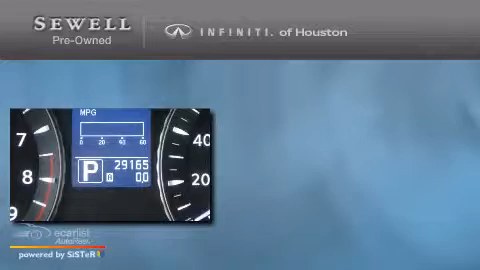 SEWELL
Pre-Owned
INFINITI. of Houston
MPG
0 20 40 60
7
8
9
40
20
P
29165
0.0
ecarlist
powered by SiSTeR